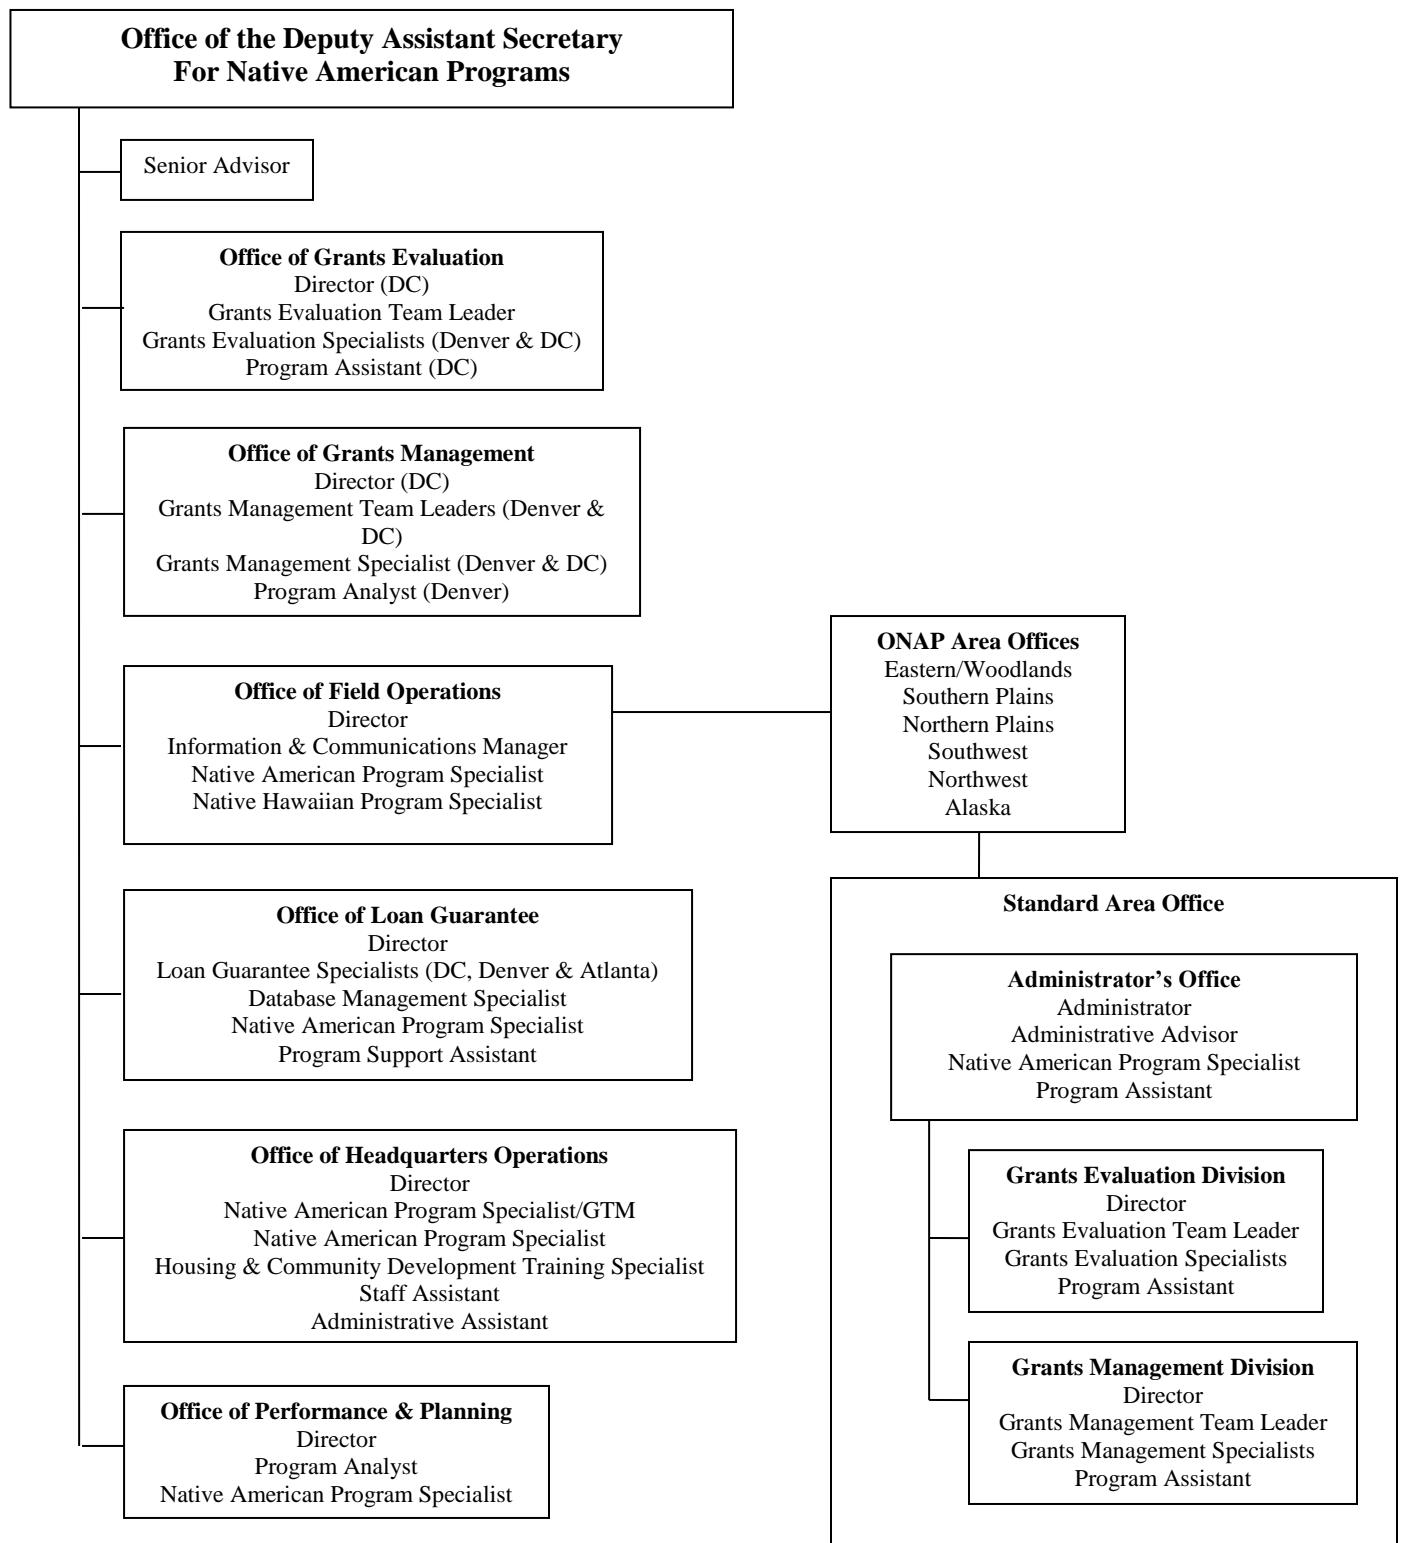 Office of the Deputy Assistant Secretary
For Native American Programs
Senior Advisor
Office of Grants Evaluation
Director (DC)
Grants Evaluation Team Leader
Grants Evaluation Specialists (Denver & DC)
Program Assistant (DC)
Office of Grants Management
Director (DC)
Grants Management Team Leaders (Denver &
DC)
Grants Management Specialist (Denver & DC)
Program Analyst (Denver)
Office of Field Operations
Director
Information & Communications Manager
Native American Program Specialist
Native Hawaiian Program Specialist
ONAP Area Offices
Eastern/Woodlands
Southern Plains
Northern Plains
Southwest
Northwest
Alaska
Office of Loan Guarantee
Director
Loan Guarantee Specialists (DC, Denver & Atlanta)
Database Management Specialist
Native American Program Specialist
Program Support Assistant
Office of Headquarters Operations
Director
Native American Program Specialist/GTM
Native American Program Specialist
Housing & Community Development Training Specialist
Staff Assistant
Administrative Assistant
Office of Performance & Planning
Director
Program Analyst
Native American Program Specialist
Standard Area Office
Administrator’s Office
Administrator
Administrative Advisor
Native American Program Specialist
Program Assistant
Grants Evaluation Division
Director
Grants Evaluation Team Leader
Grants Evaluation Specialists
Program Assistant
Grants Management Division
Director
Grants Management Team Leader
Grants Management Specialists
Program Assistant